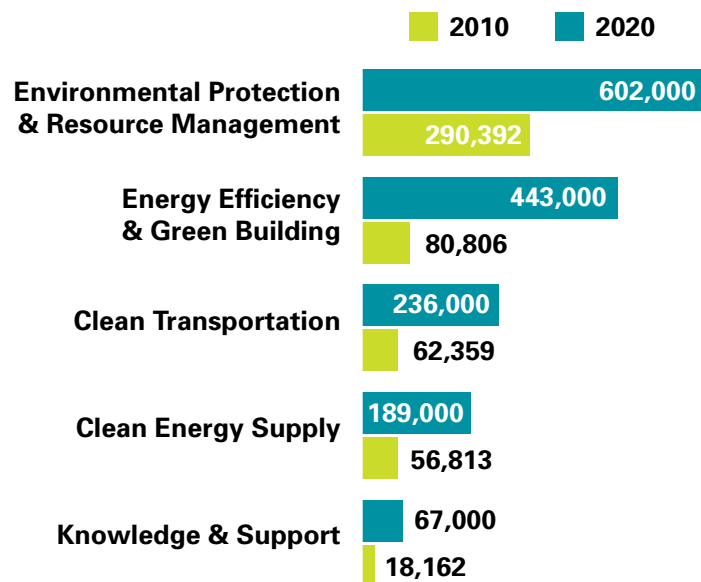 2010 2020
Environmental Protection
& Resource Management
602,000
290,392
Energy Efficiency
& Green Building
443,000
80,806
Clean Transportation
236,000
62,359
Clean Energy Supply
189,000
56,813
Knowledge & Support
67,000
18,162